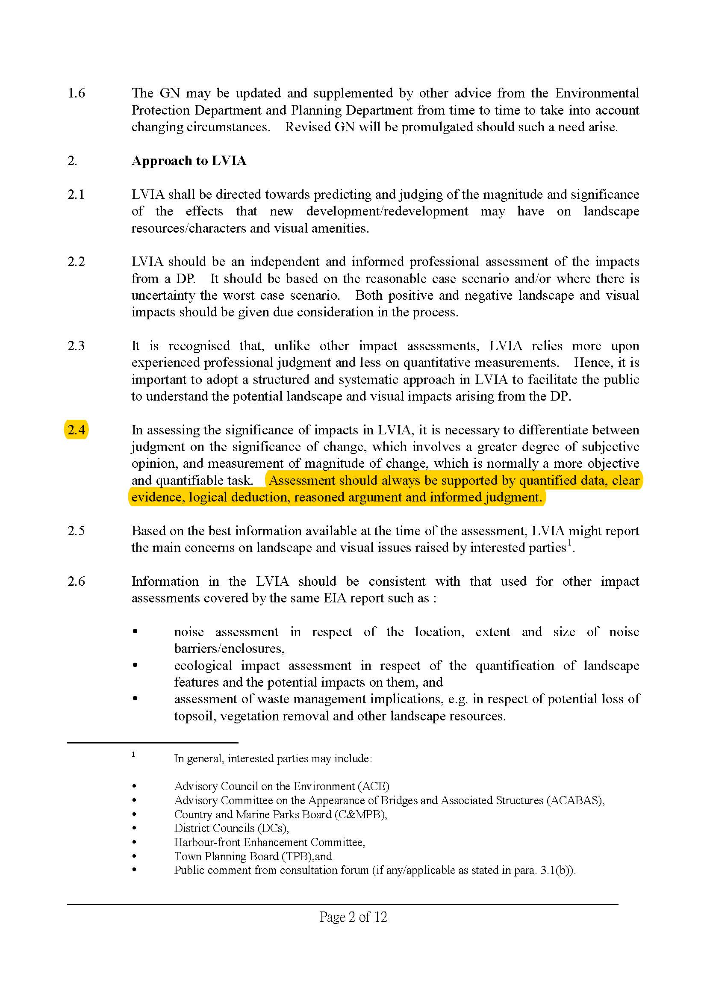 1.6 The GN may be updated and supplemented by other advice from the Environmental
Protection Department and Planning Department from time to time to take into account
changing circumstances. Revised GN will be promulgated should such a need arise.
2. Approach to LVIA
2.1 LVIA shall be directed towards predicting and judging of the magnitude and significance
of the effects that new development/redevelopment may have on landscape
resources/characters and visual amenities.
2.2 LVIA should be an independent and informed professional assessment of the impacts
from a DP. It should be based on the reasonable case scenario and/or where there is
uncertainty the worst case scenario. Both positive and negative landscape and visual
impacts should be given due consideration in the process.
2.3 It is recognised that, unlike other impact assessments, LVIA relies more upon
experienced professional judgment and less on quantitative measurements. Hence, it is
important to adopt a structured and systematic approach in LVIA to facilitate the public
to understand the potential landscape and visual impacts arising from the DP.
2.4 In assessing the significance of impacts in LVIA, it is necessary to differentiate between
judgment on the significance of change, which involves a greater degree of subjective
opinion, and measurement of magnitude of change, which is normally a more objective
and quantifiable task. Assessment should always be supported by quantified data, clear
evidence, logical deduction, reasoned argument and informed judgment.
2.5 Based on the best information available at the time of the assessment, LVIA might report
the main concerns on landscape and visual issues raised by interested parties¹.
2.6 Information in the LVIA should be consistent with that used for other impact
assessments covered by the same EIA report such as :
• noise assessment in respect of the location, extent and size of noise
barriers/enclosures,
• ecological impact assessment in respect of the quantification of landscape
features and the potential impacts on them, and
• assessment of waste management implications, e.g. in respect of potential loss of
topsoil, vegetation removal and other landscape resources.
¹ In general, interested parties may include:
• Advisory Council on the Environment (ACE)
• Advisory Committee on the Appearance of Bridges and Associated Structures (ACABAS),
• Country and Marine Parks Board (C&MPB),
• District Councils (DCs),
• Harbour-front Enhancement Committee,
• Town Planning Board (TPB),and
• Public comment from consultation forum (if any/applicable as stated in para. 3.1(b)).
Page 2 of 12